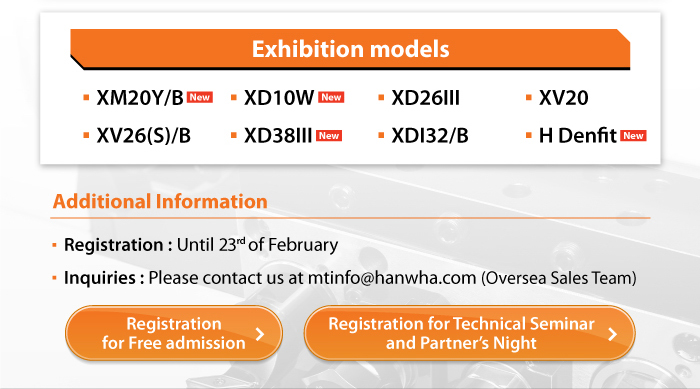 Exhibition models
▪ XM20Y/B New ▪ XD10W New ▪ XD26III ▪ XV20
▪ XV26(S)/B ▪ XD38III New ▪ XDI32/B ▪ H Denfit New
Additional Information
▪ Registration : Until 23rd of February
▪ Inquiries : Please contact us at mtinfo@hanwha.com (Oversea Sales Team)
Registration
for Free admission
Registration for Technical Seminar
and Partner's Night